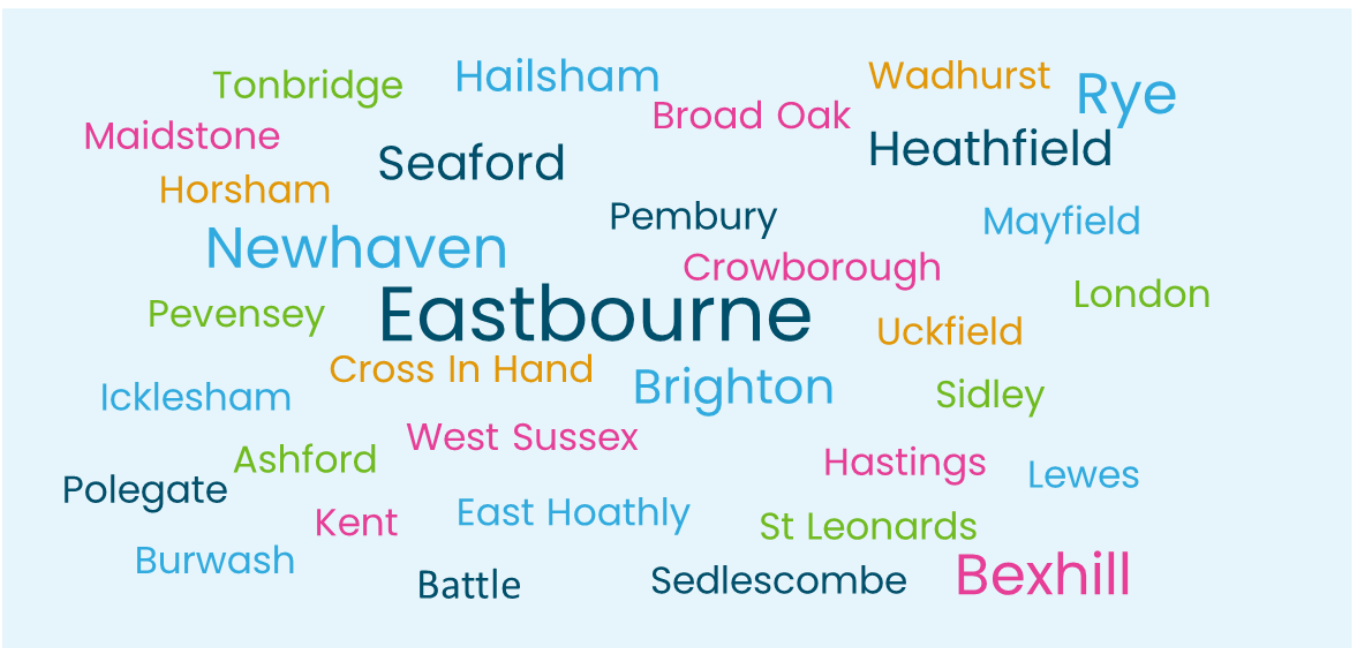 Tonbridge
Hailsham
Wadhurst
Rye
Broad Oak
Maidstone
Seaford
Heathfield
Horsham
Pembury
Mayfield
Newhaven
Crowborough
London
Pevensey
Eastbourne
Uckfield
Cross In Hand
Brighton
Sidley
Icklesham
West Sussex
Ashford
Hastings
Lewes
Polegate
Kent
East Hoathly
St Leonards
Burwash
Battle
Sedlescombe
Bexhill